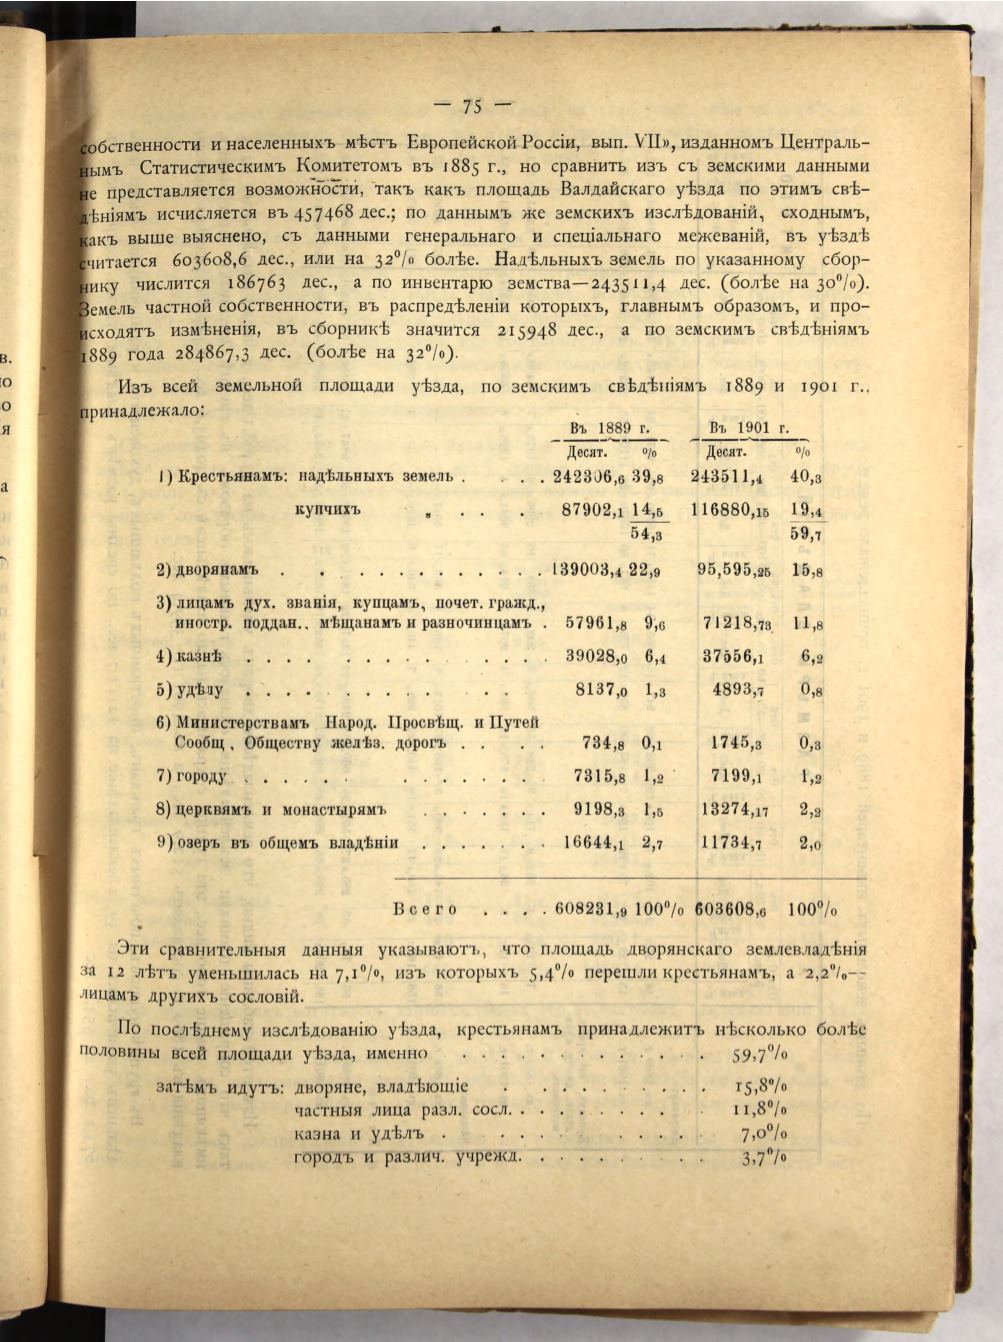 — 75 —
собственности и населенныхъ мѣстъ Европейской Россіи, вып. VII», изданномъ Централь-
нымъ Статистическимъ Комитетомъ въ 1885 г., но сравнить изъ съ земскими данными
не представляется возможности, такъ какъ площадь Валдайскаго уѣзда по этимъ свѣ-
дѣніямъ исчисляется въ 457468 дес.; по даннымъ же земскихъ изслѣдованій, сходнымъ,
какъ выше выяснено, съ данными генеральнаго и спеціальнаго межеваній, въ уѣздѣ
считается 603608,6 дес., или на 32% болѣе. Надѣльныхъ земель по указанному сбор-
нику числится 186763 дес., а по инвентарю земства—243511,4 дес. (болѣе на 30%).
Земель частной собственности, въ распредѣленіи которыхъ, главнымъ образомъ, и про-
исходятъ измѣненія, въ сборникѣ значится 215948 дес., а по земскимъ свѣдѣніямъ
1889 года 284867,3 дес. (болѣе на 32%).
Изъ всей земельной площади уѣзда, по земскимъ свѣдѣніямъ 1889 и 1901 г.,
принадлежало:
Въ 1889 г. Въ 1901 г.
Десят. % Десят. %
1) Крестьянамъ: надѣльныхъ земель . . . . 242306,6 39,8 243511,4 40,3
купчихъ „ . . . 87902,1 14,5 116880,15 19,4
54,3 59,7
2) дворянамъ . . . . . . . . . . . . . 139003,4 22,9 95,595,25 15,8
3) лицамъ дух. званія, купцамъ, почет. гражд.,
иностр. поддан., мѣщанамъ и разночинцамъ . 57961,8 9,6 71218,73 11,8
4) казнѣ . . . . . . . . . . . . . . 39028,0 6,4 37556,1 6,2
5) удѣлу . . . . . . . . . . . . . 8137,0 1,3 4893,7 0,8
6) Министерствамъ Народ. Просвѣщ. и Путей
Сообщ., Обществу желѣз. дорогъ . . . . 734,8 0,1 1745,3 0,3
7) городу . . . . . . . . . . . . . 7315,8 1,2 7199,1 1,2
8) церквямъ и монастырямъ . . . . . . . 9198,3 1,5 13274,17 2,2
9) озеръ въ общемъ владѣніи . . . . . . . 16644,1 2,7 11734,7 2,0
Всего . . . . 608231,9 100% 603608,6 100%
Эти сравнительныя данныя указываютъ, что площадь дворянскаго землевладѣнія
за 12 лѣтъ уменьшилась на 7,1%, изъ которыхъ 5,4% перешли крестьянамъ, а 2,2%—
лицамъ другихъ сословій.
По послѣднему изслѣдованію уѣзда, крестьянамъ принадлежитъ нѣсколько болѣе
половины всей площади уѣзда, именно . . . . . . . . . . . . . 59,7%
затѣмъ идутъ: дворяне, владѣющіе . . . . . . . . . . 15,8%
частныя лица разл. сосл. . . . . . . . . . 11,8%
казна и удѣлъ . . . . . . . . . . . 7,0%
городъ и различ. учрежд. . . . . . . . . . 3,7%